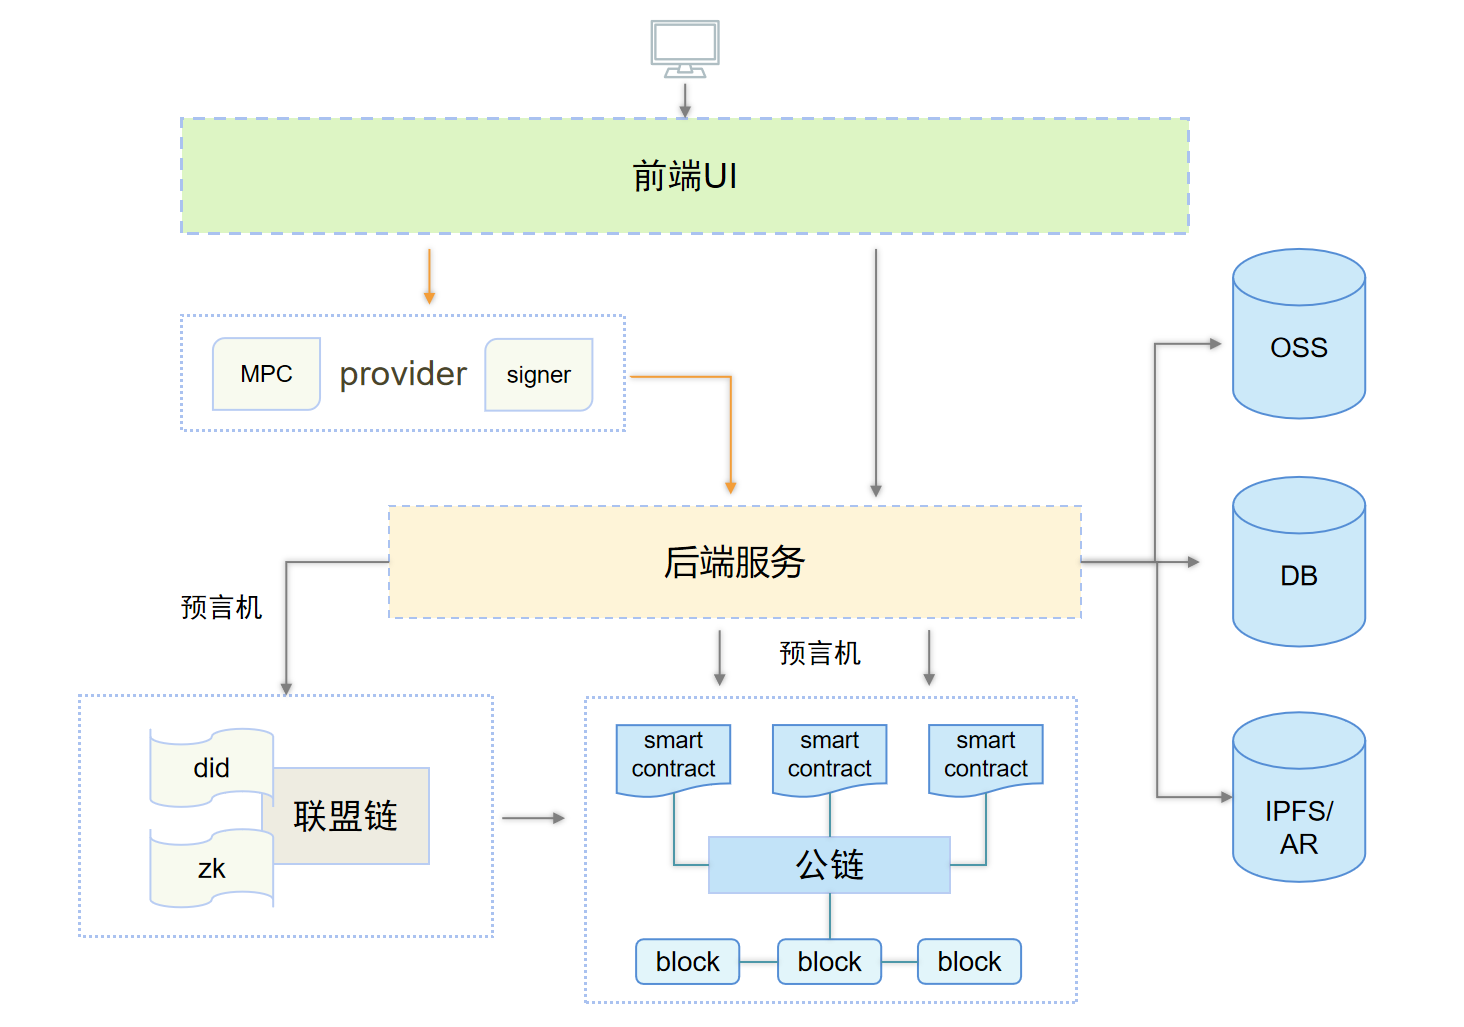 前端UI
MPC
provider
signer
OSS
后端服务
DB
预言机
预言机
smart
contract
smart
contract
smart
contract
did
联盟链
zk
公链
IPFS/
AR
block
block
block